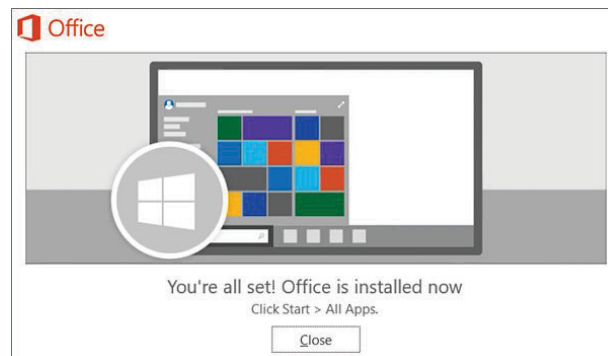 Office
You're all set! Office is installed now
Click Start > All Apps.
Close